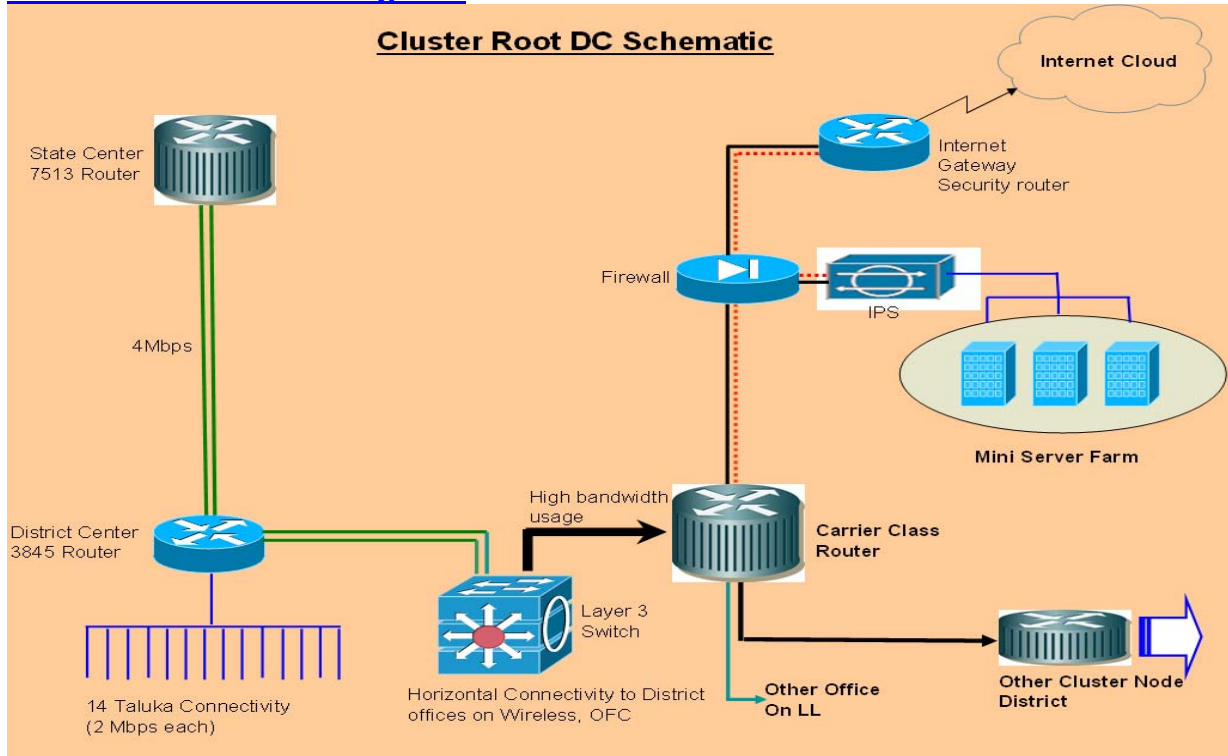 Cluster Root DC Schematic
Internet Cloud
State Center
7513 Router
Internet
Gateway
Security router
Firewall
IPS
4Mbps
Mini Server Farm
High bandwidth
usage
District Center
3845 Router
Carrier Class
Router
Layer 3
Switch
14 Taluka Connectivity
(2 Mbps each)
Horizontal Connectivity to District
offices on Wireless, OFC
Other Office
On LL
Other Cluster Node
District